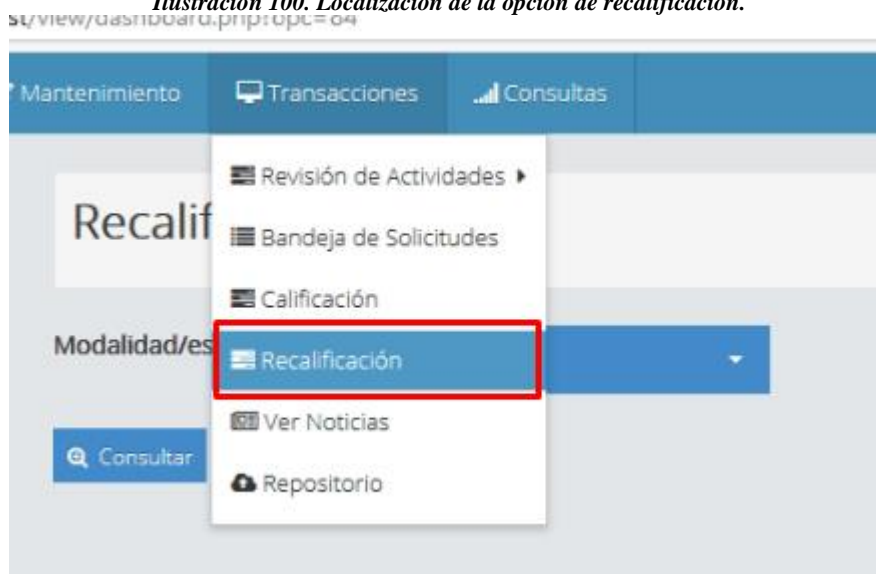 Ilustración 100. Localización de la opción de recalificación.
st/view/dashboard.php?opc=84
Mantenimiento Transacciones Consultas
Revisión de Actividades
Recalif
Bandeja de Solicitudes
Calificación
Modalidad/es
Recalificación
Ver Noticias
Consultar
Repositorio